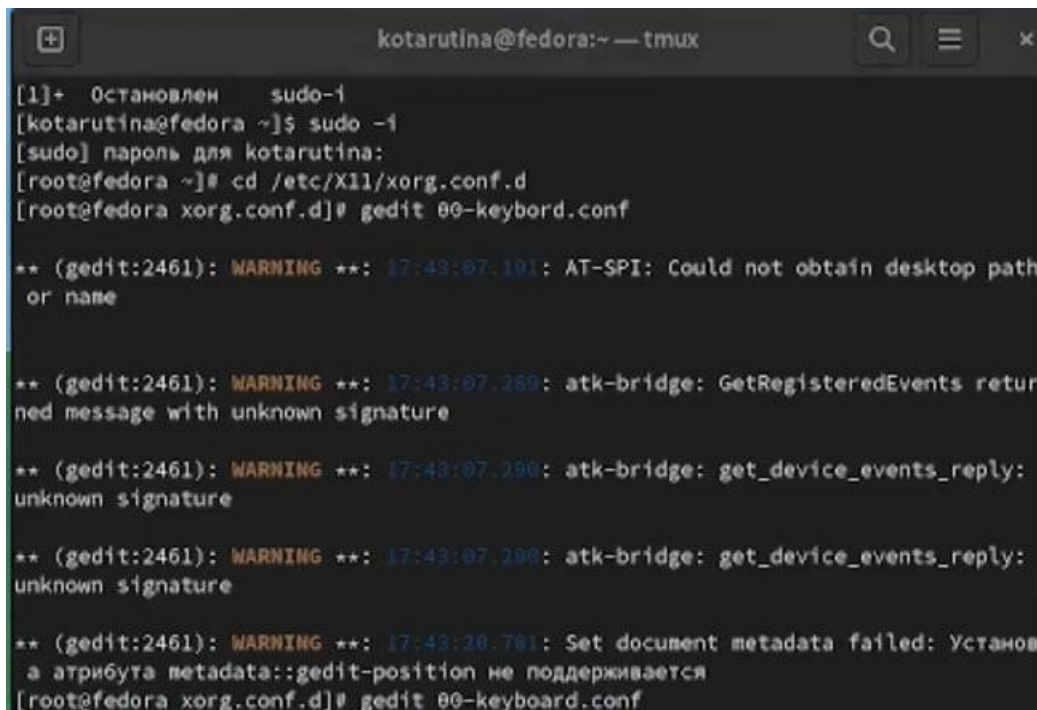 kotarutina@fedora:~ — tmux
[1]+ Остановлен sudo-i
[kotarutina@fedora ~]$ sudo -i
[sudo] пароль для kotarutina:
[root@fedora ~]# cd /etc/X11/xorg.conf.d
[root@fedora xorg.conf.d]# gedit 00-keybord.conf
** (gedit:2461): WARNING **: 17:43:07.191: AT-SPI: Could not obtain desktop path
or name
** (gedit:2461): WARNING **: 17:43:07.289: atk-bridge: GetRegisteredEvents retur
ned message with unknown signature
** (gedit:2461): WARNING **: 17:43:07.290: atk-bridge: get_device_events_reply:
unknown signature
** (gedit:2461): WARNING **: 17:43:07.290: atk-bridge: get_device_events_reply:
unknown signature
** (gedit:2461): WARNING **: 17:43:20.781: Set document metadata failed: Установ
а атрибута metadata::gedit-position не поддерживается
[root@fedora xorg.conf.d]# gedit 00-keyboard.conf